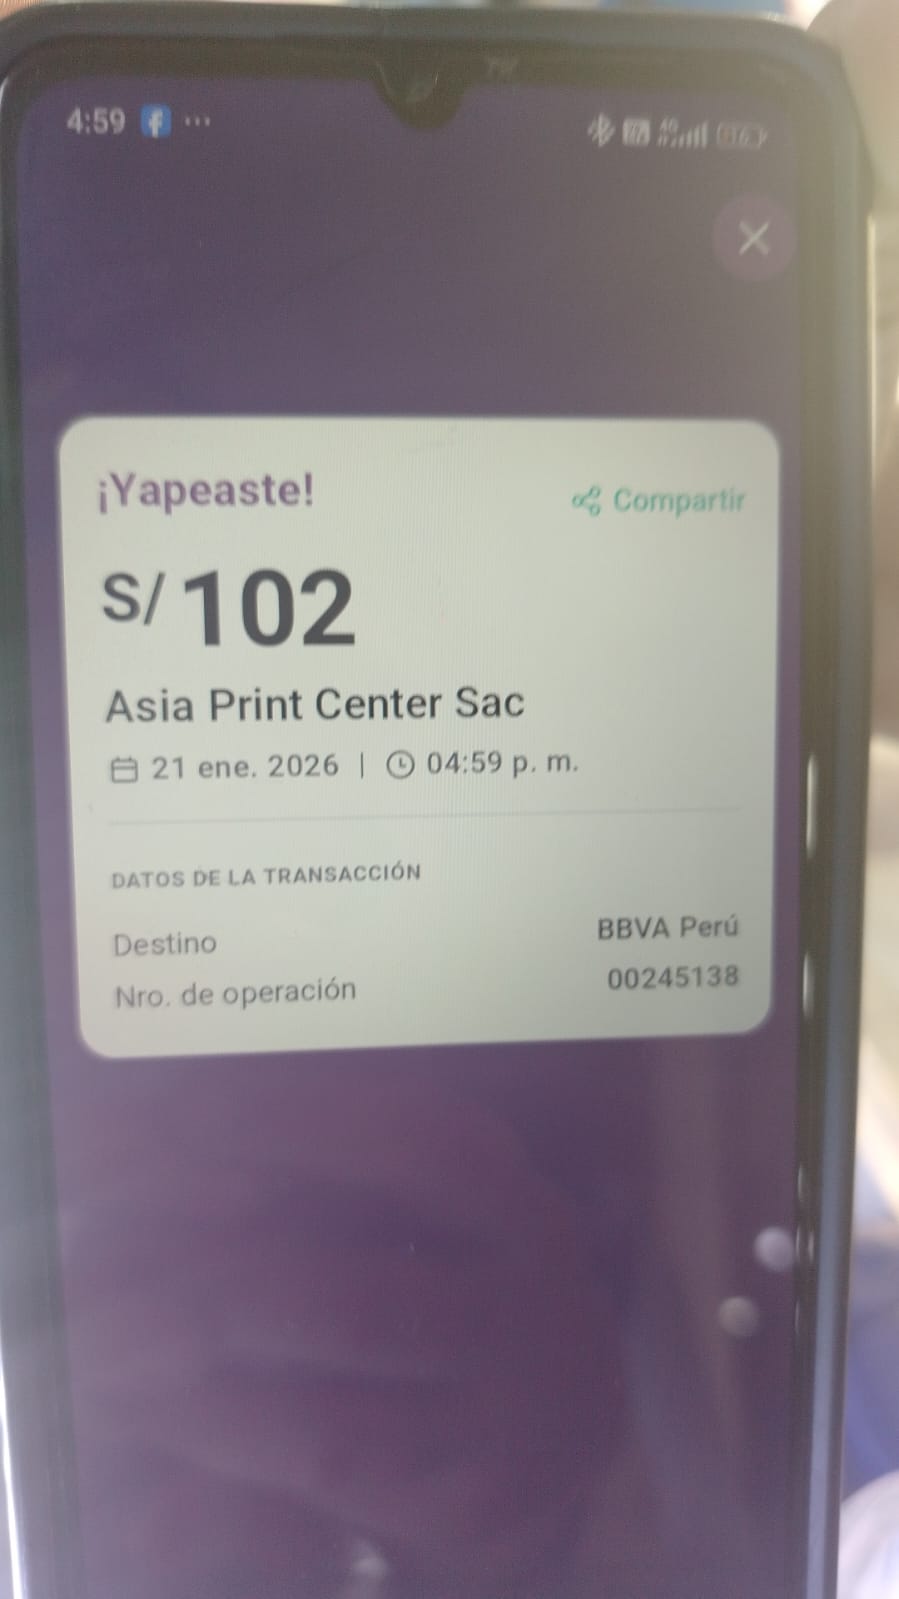 4:59
¡Yapeaste!
Compartir
S/ 102
Asia Print Center Sac
21 ene. 2026 | 04:59 p. m.
DATOS DE LA TRANSACCIÓN
Destino BBVA Perú
Nro. de operación 00245138